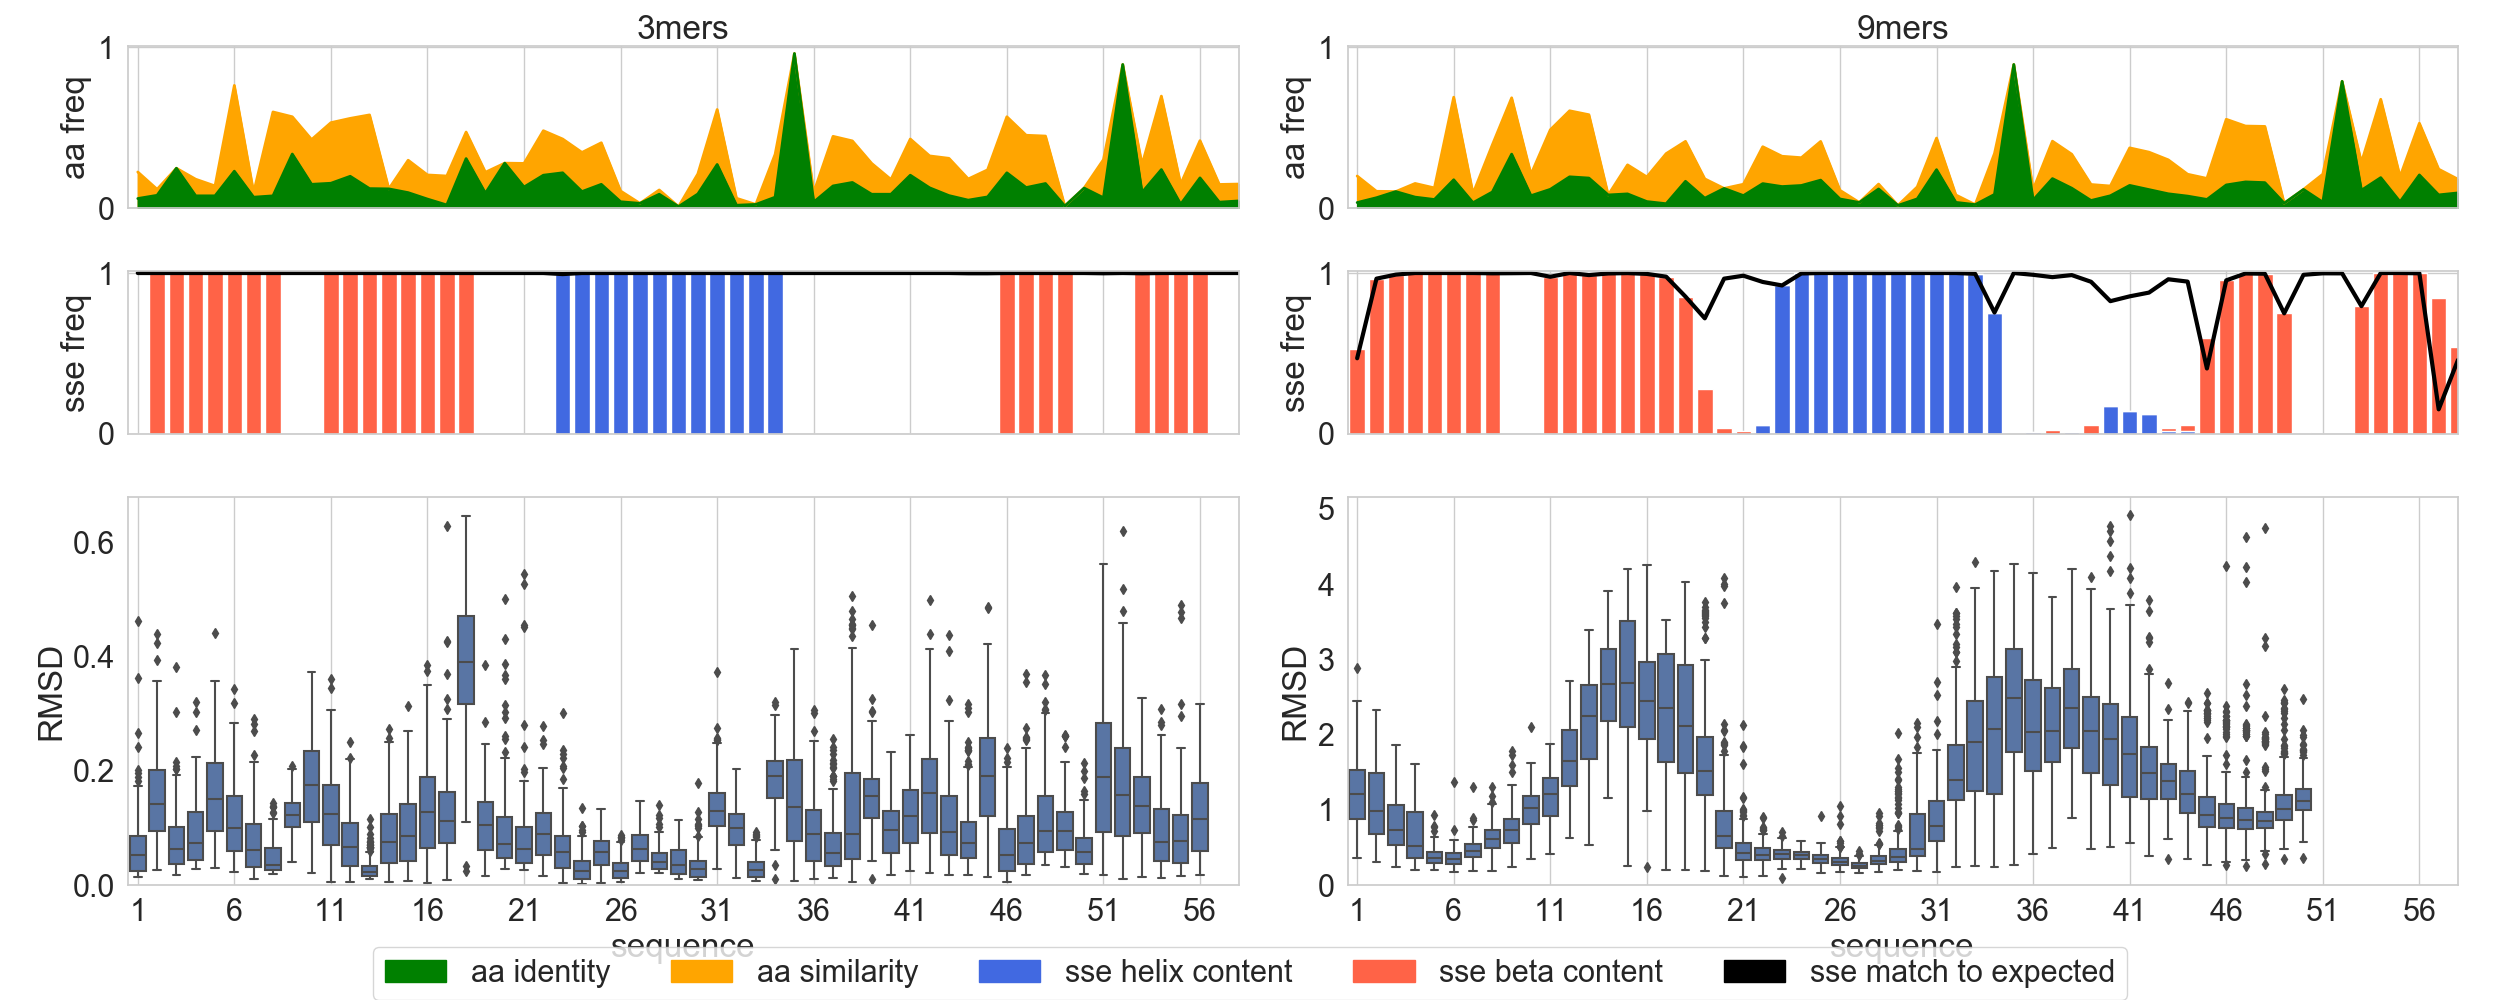 3mers
9mers
aa freq
1
0
aa freq
1
0
sse freq
1
0
sse freq
1
0
RMSD
0.6
0.4
0.2
0.0
RMSD
5
4
3
2
1
0
1 6 11 16 21 26 31 36 41 46 51 56
1 6 11 16 21 26 31 36 41 46 51 56
sequence
sequence
aa identity aa similarity sse helix content sse beta content sse match to expected